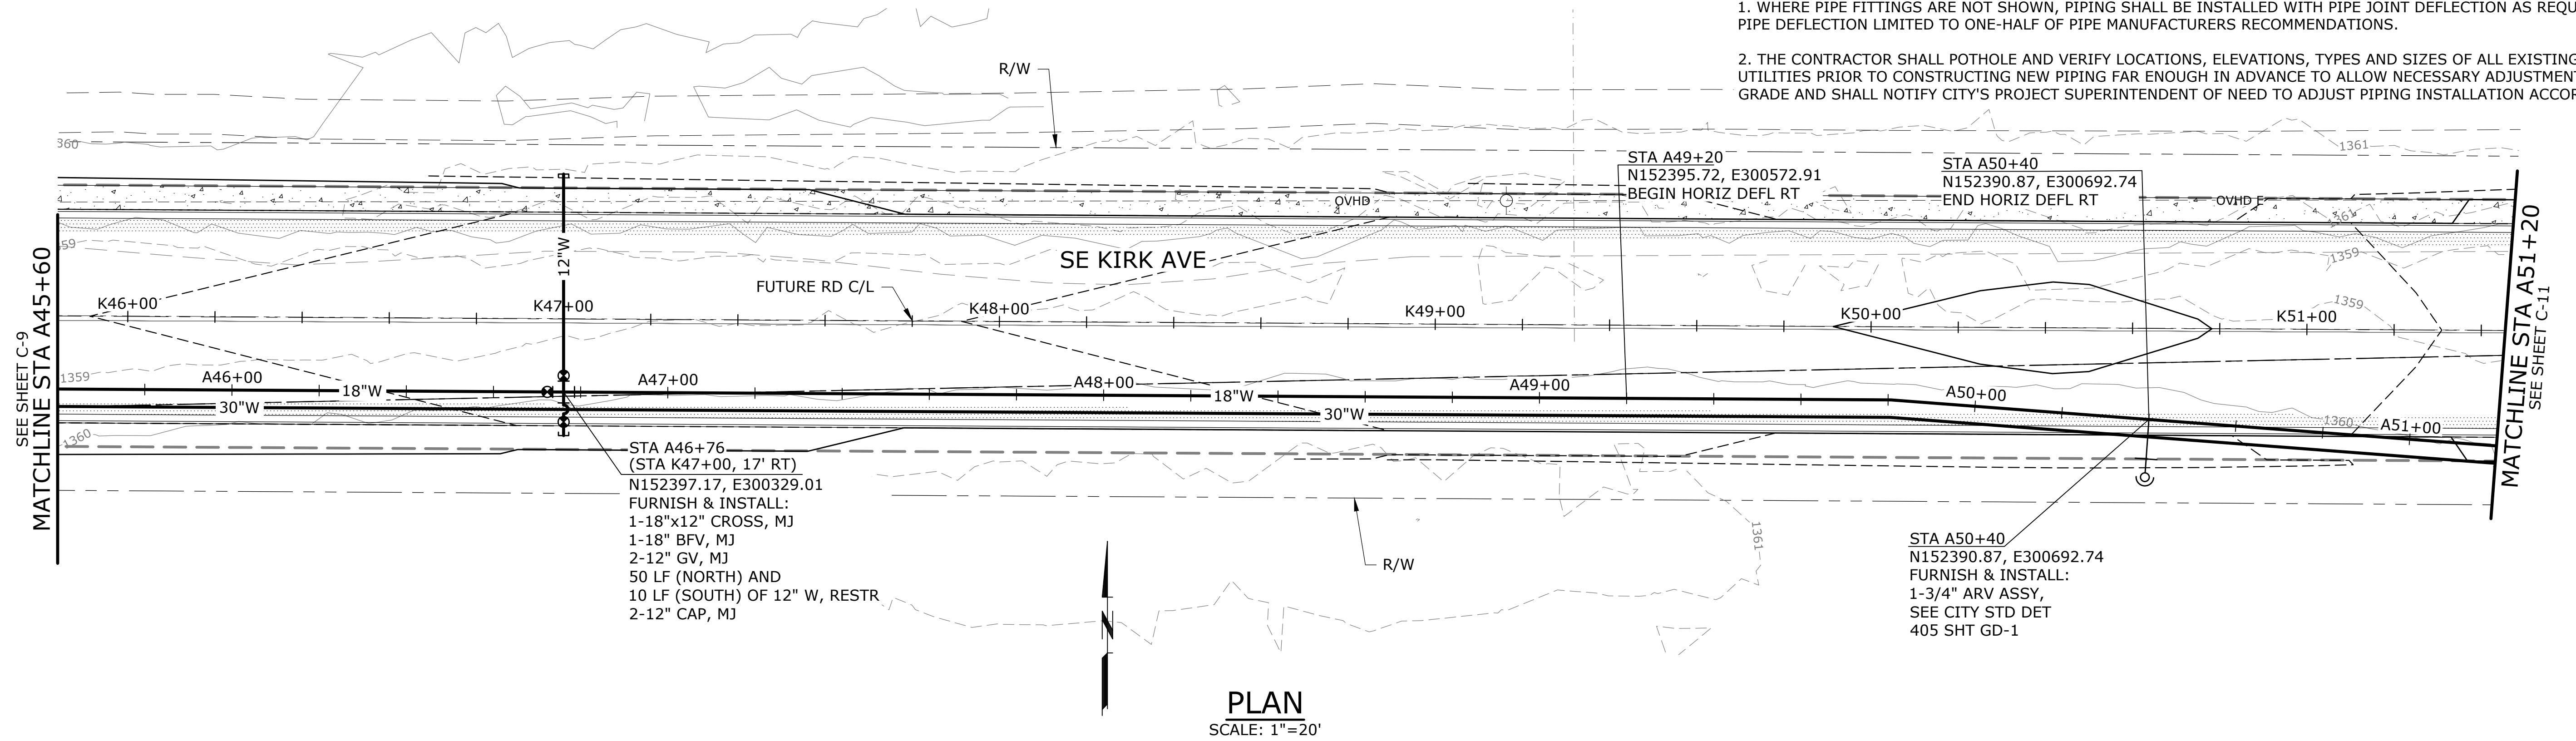 1. WHERE PIPE FITTINGS ARE NOT SHOWN, PIPING SHALL BE INSTALLED WITH PIPE JOINT DEFLECTION AS
PIPE DEFLECTION LIMITED TO ONE-HALF OF PIPE MANUFACTURERS RECOMMENDATIONS.
2. THE CONTRACTOR SHALL POTHOLE AND VERIFY LOCATIONS, ELEVATIONS, TYPES AND SIZES OF ALL EXISTING
UTILITIES PRIOR TO CONSTRUCTING NEW PIPING FAR ENOUGH IN ADVANCE TO ALLOW NECESSARY
GRADE AND SHALL NOTIFY CITY'S PROJECT SUPERINTENDENT OF NEED TO ADJUST PIPING INSTALLATION
R/W
360
1361
STA A49+20
N152395.72, E300572.91
BEGIN HORIZ DEFL RT
STA A50+40
N152390.87, E300692.74
END HORIZ DEFL RT
OVHD
OVHD E
1361
12"W
SE KIRK AVE
59
1359
1359
FUTURE RD C/L
K46+00
K47+00
K48+00
K49+00
K50+00
K51+00
SEE SHEET C-9
MATCHLINE STA A45+60
MATCHLINE STA A51+20
SEE SHEET C-11
1359
A46+00
18"W
A47+00
A48+00
18"W
A49+00
A50+00
A51+00
30"W
30"W
1360
1360
STA A46+76
(STA K47+00, 17' RT)
N152397.17, E300329.01
FURNISH & INSTALL:
1-18"x12" CROSS, MJ
1-18" BFV, MJ
2-12" GV, MJ
50 LF (NORTH) AND
10 LF (SOUTH) OF 12" W, RESTR
2-12" CAP, MJ
R/W
1361
STA A50+40
N152390.87, E300692.74
FURNISH & INSTALL:
1-3/4" ARV ASSY,
SEE CITY STD DET
405 SHT GD-1
N
PLAN
SCALE: 1"=20'